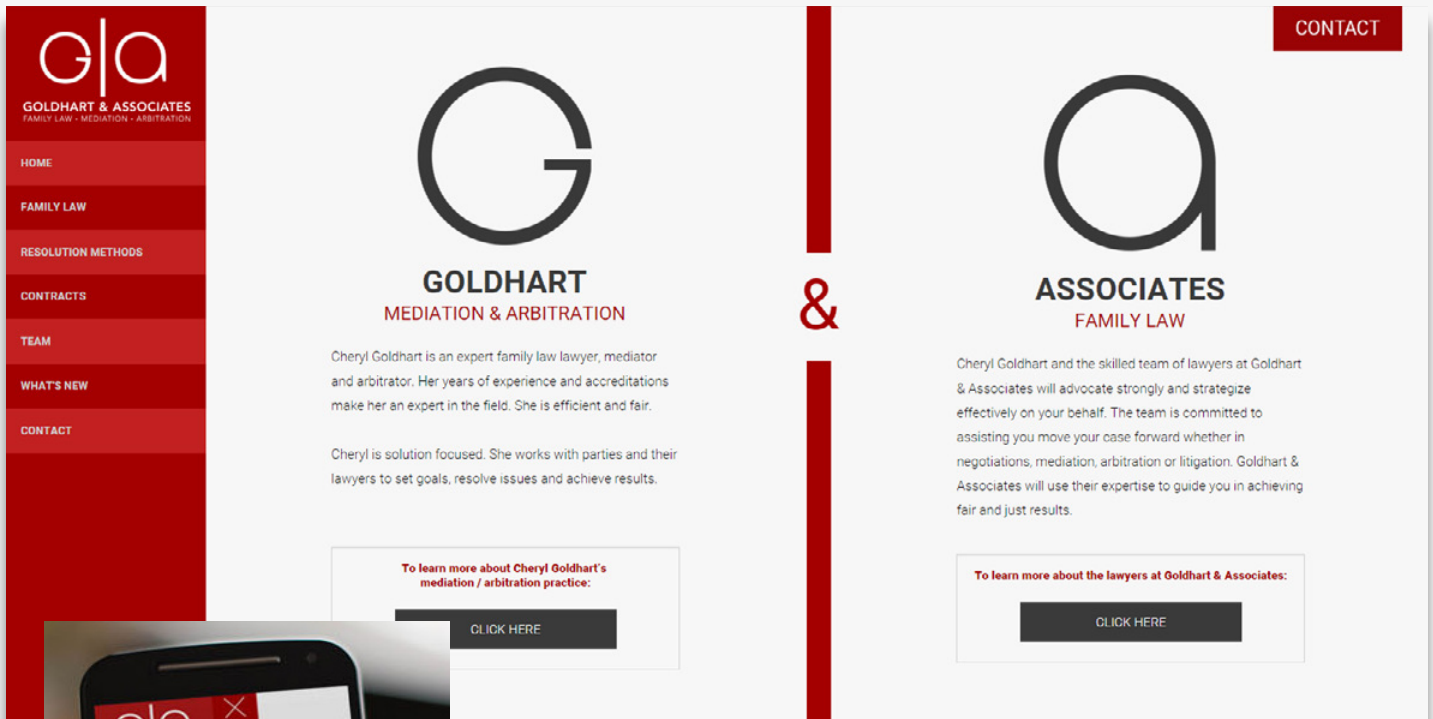 G|a
GOLDHART & ASSOCIATES
FAMILY LAW - MEDIATION - ARBITRATION
HOME
FAMILY LAW
RESOLUTION METHODS
CONTRACTS
TEAM
WHAT'S NEW
CONTACT
G
GOLDHART
MEDIATION & ARBITRATION
Cheryl Goldhart is an expert family law lawyer, mediator
and arbitrator. Her years of experience and accreditations
make her an expert in the field. She is efficient and fair.
Cheryl is solution focused. She works with parties and their
lawyers to set goals, resolve issues and achieve results.
To learn more about Cheryl Goldhart's
mediation / arbitration practice:
CLICK HERE
&
CONTACT
a
ASSOCIATES
FAMILY LAW
Cheryl Goldhart and the skilled team of lawyers at Goldhart
& Associates will advocate strongly and strategize
effectively on your behalf. The team is committed to
assisting you move your case forward whether in
negotiations, mediation, arbitration or litigation. Goldhart &
Associates will use their expertise to guide you in achieving
fair and just results.
To learn more about the lawyers at Goldhart & Associates:
CLICK HERE
G|a